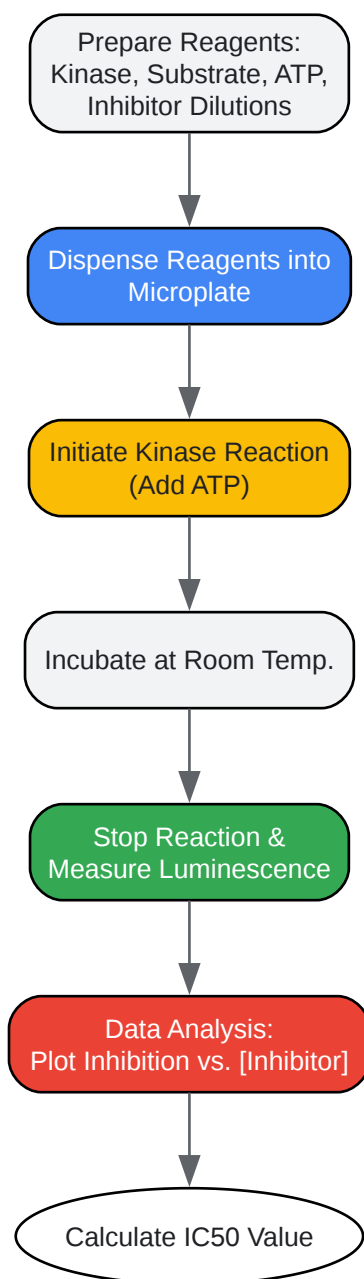 Prepare Reagents:
Kinase, Substrate, ATP,
Inhibitor Dilutions
Dispense Reagents into
Microplate
Initiate Kinase Reaction
(Add ATP)
Incubate at Room Temp.
Stop Reaction &
Measure Luminescence
Data Analysis:
Plot Inhibition vs. [Inhibitor]
Calculate IC50 Value